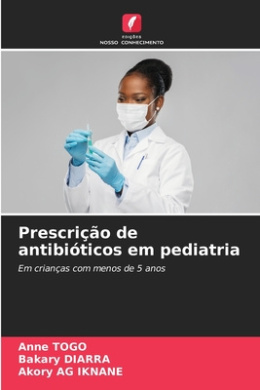 edições
NOSSO CONHECIMENTO
Prescrição de
antibióticos em pediatria
Em crianças com menos de 5 anos
Anne TOGO
Bakary DIARRA
Akory AG IKNANE